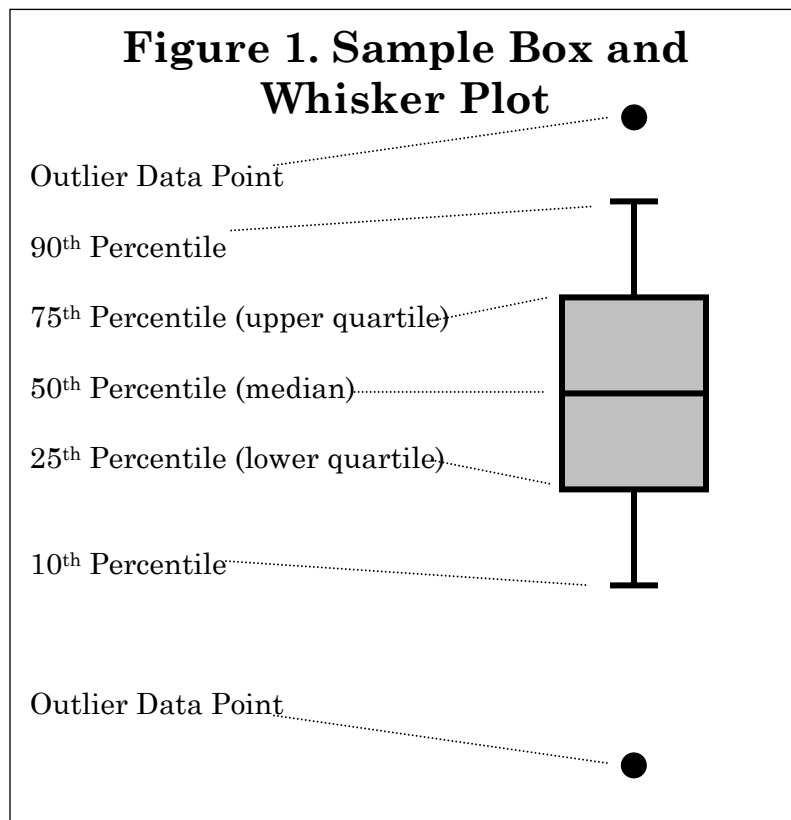 Figure 1. Sample Box and
Whisker Plot
Outlier Data Point
90th Percentile
75th Percentile (upper quartile)
50th Percentile (median)
25th Percentile (lower quartile)
10th Percentile
Outlier Data Point